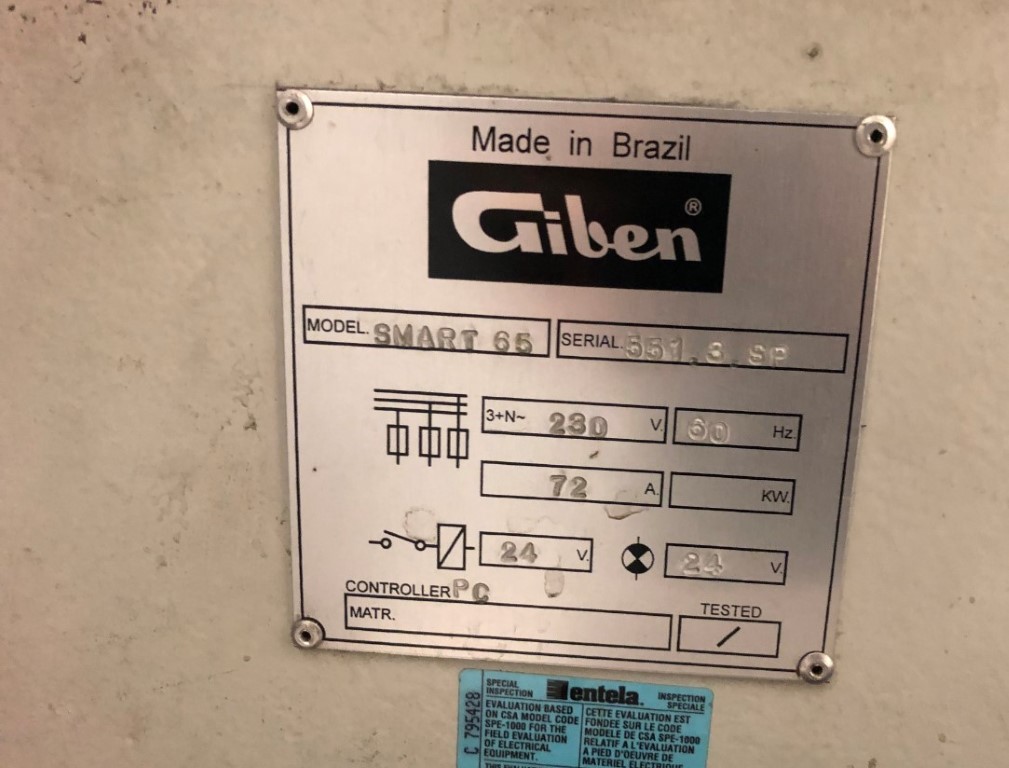 Made in Brazil
Giben ®
MODEL. SMART 65 SERIAL. 551.3.SP
3+N~ 230 V. 60 Hz.
72 A. KW.
24 V. 24 V.
CONTROLLER PC
MATR. TESTED
C 795428
SPECIAL INSPECTION entela. INSPECTION SPECIALE
EVALUATION BASED
ON CSA MODEL CODE
SPE-1000 FOR THE
FIELD EVALUATION
OF ELECTRICAL
EQUIPMENT.
CETTE EVALUATION EST
FONDEE SUR LE CODE
MODELE DE CSA SPE-1000
RELATIF A L'EVALUATION
A PIED D'OEUVRE DE
MATERIEL ELECTRIQUE